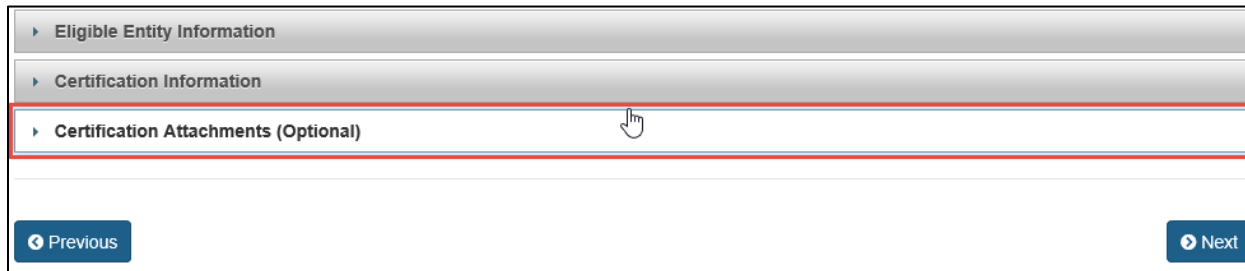 Eligible Entity Information
Certification Information
Certification Attachments (Optional)
Previous
Next